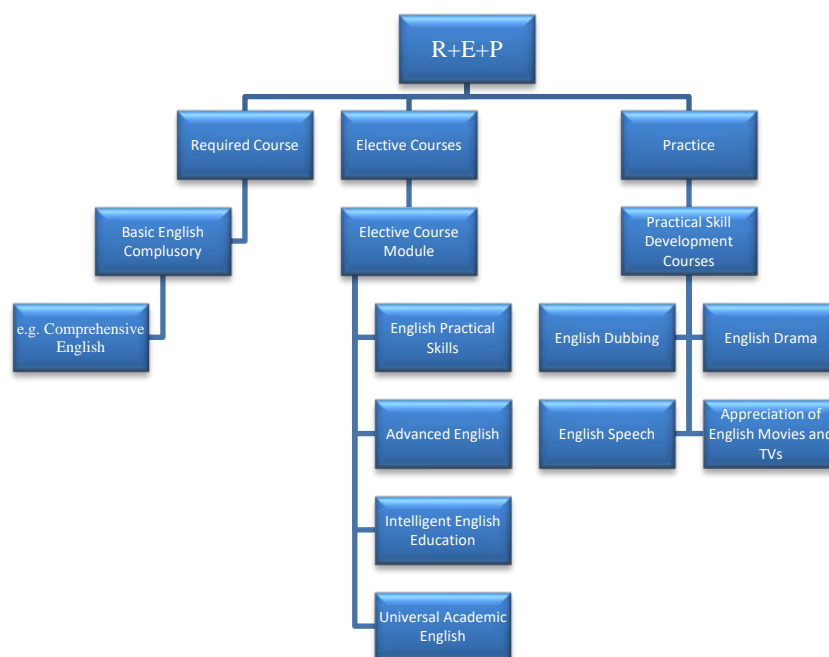 R+E+P
Required Course
Elective Courses
Practice
Basic English
Complusory
Elective Course
Module
Practical Skill
Development
Courses
e.g. Comprehensive
English
English Practical
Skills
English Dubbing
English Drama
Advanced English
English Speech
Appreciation of
English Movies and
TVs
Intelligent English
Education
Universal Academic
English